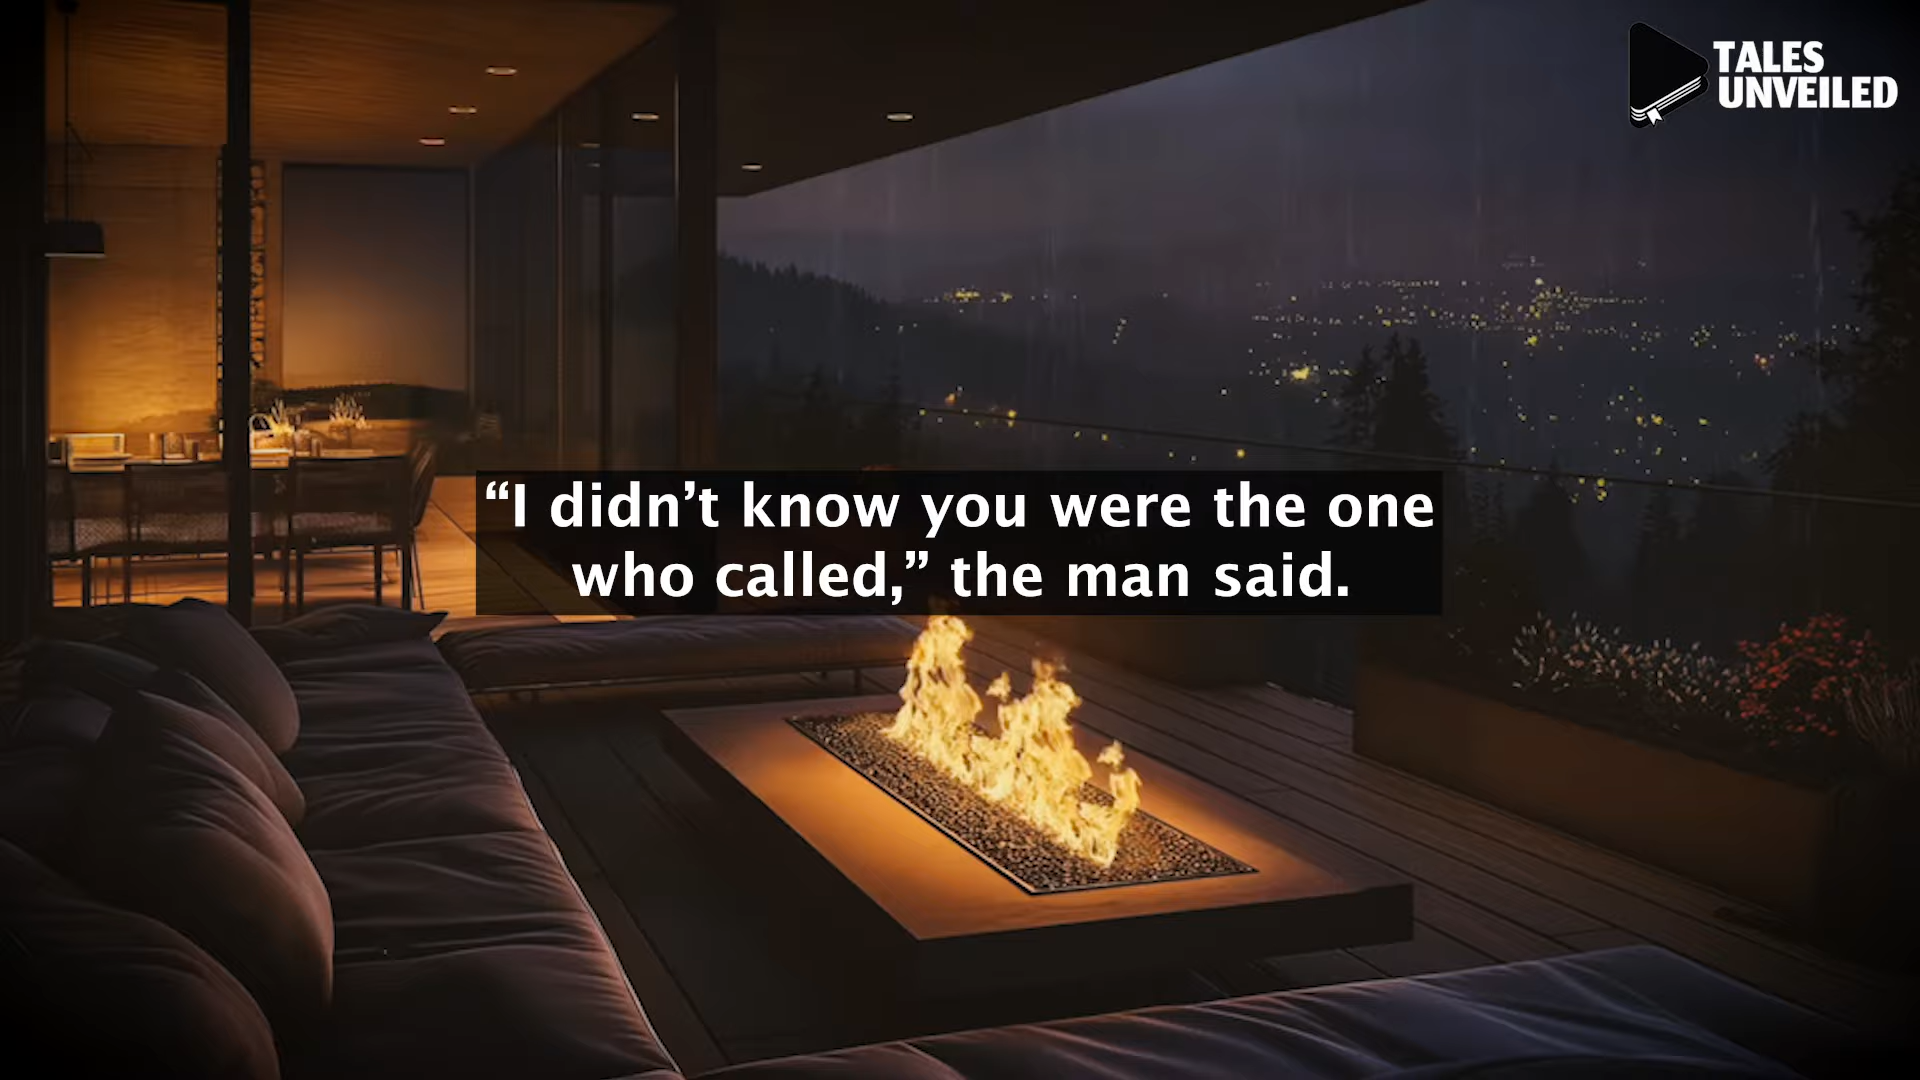 TALES
UNVEILED
“I didn’t know you were the one
who called,” the man said.